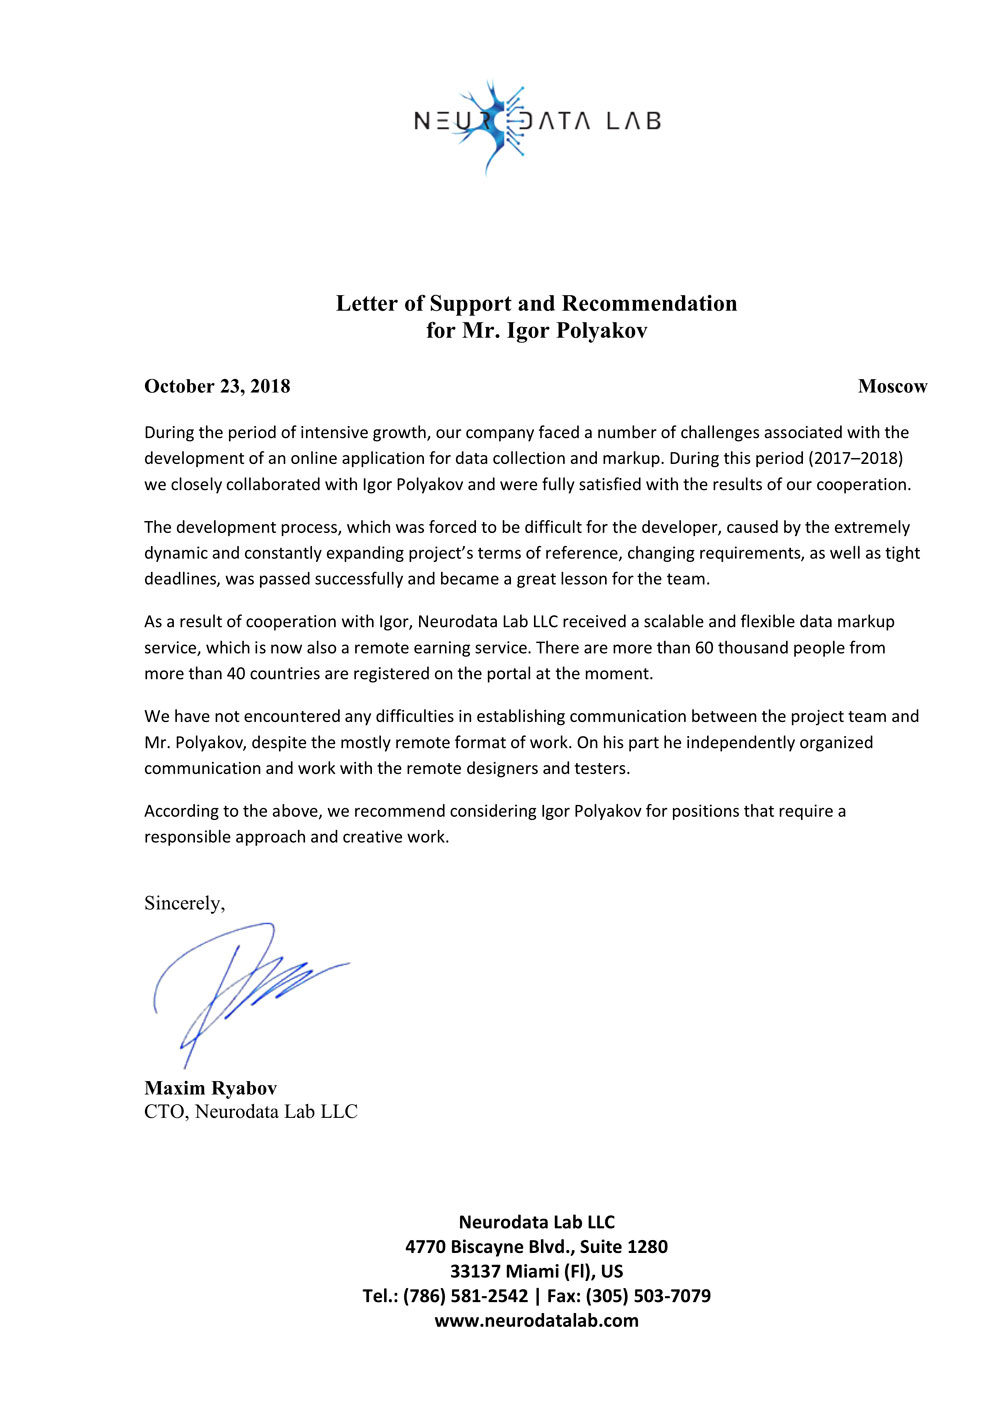 NEURODATA LAB
Letter of Support and Recommendation
for Mr. Igor Polyakov
October 23, 2018 Moscow
During the period of intensive growth, our company faced a number of challenges associated with the
development of an online application for data collection and markup. During this period (2017–2018)
we closely collaborated with Igor Polyakov and were fully satisfied with the results of our cooperation.
The development process, which was forced to be difficult for the developer, caused by the extremely
dynamic and constantly expanding project’s terms of reference, changing requirements, as well as tight
deadlines, was passed successfully and became a great lesson for the team.
As a result of cooperation with Igor, Neurodata Lab LLC received a scalable and flexible data markup
service, which is now also a remote earning service. There are more than 60 thousand people from
more than 40 countries are registered on the portal at the moment.
We have not encountered any difficulties in establishing communication between the project team and
Mr. Polyakov, despite the mostly remote format of work. On his part he independently organized
communication and work with the remote designers and testers.
According to the above, we recommend considering Igor Polyakov for positions that require a
responsible approach and creative work.
Sincerely,
Maxim Ryabov
CTO, Neurodata Lab LLC
Neurodata Lab LLC
4770 Biscayne Blvd., Suite 1280
33137 Miami (Fl), US
Tel.: (786) 581-2542 | Fax: (305) 503-7079
www.neurodatalab.com